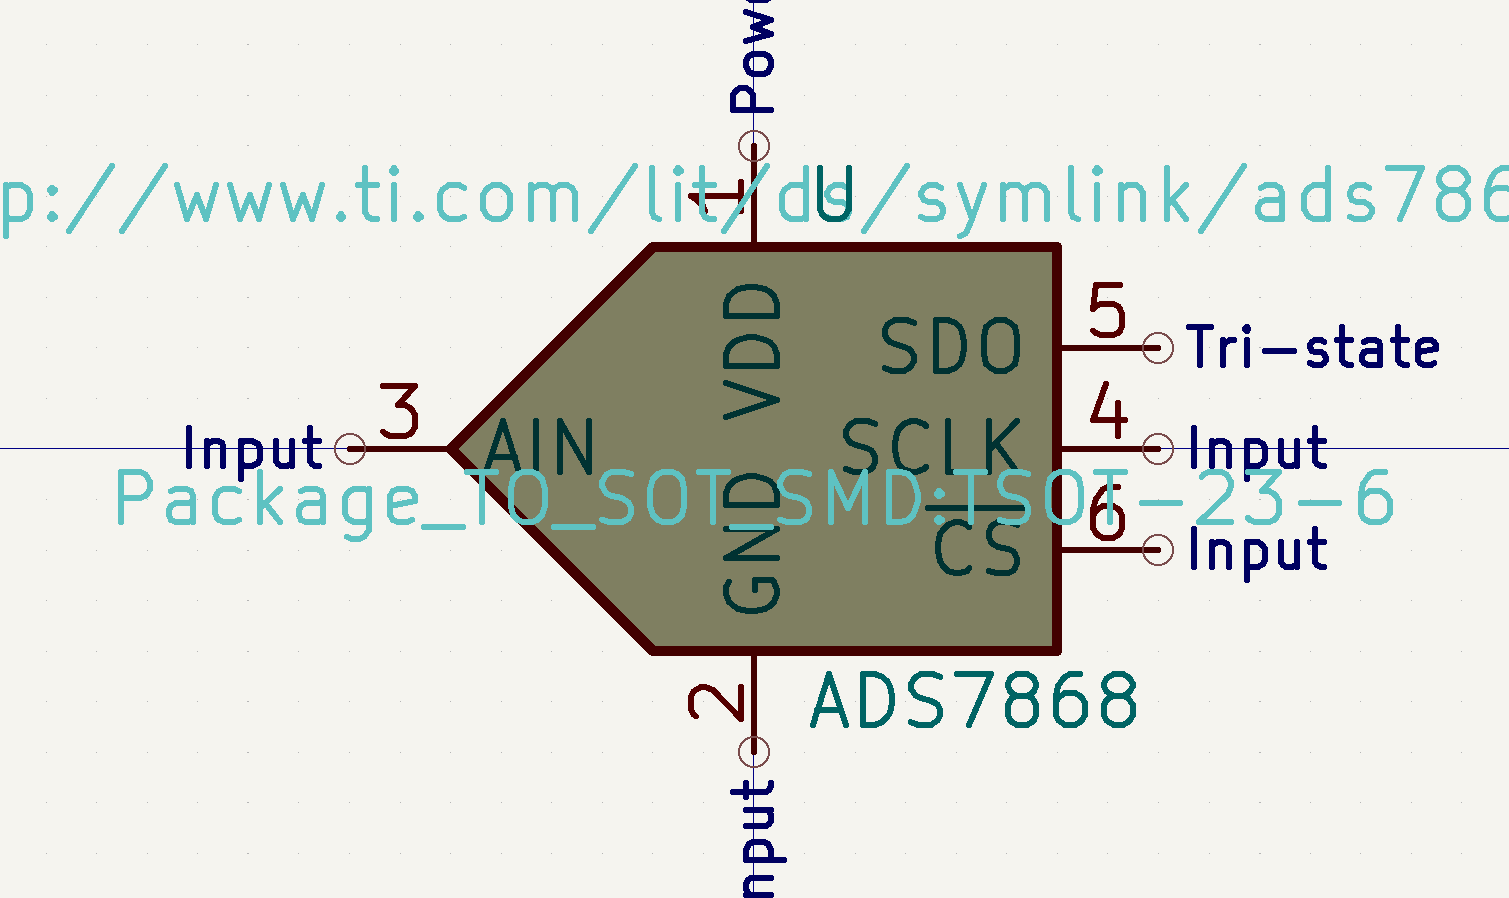 Pow
1
p://www.ti.com/lit/ds/symlink/ads786
U
VDD
SDO
5
Tri-state
Input
3
AIN
SCLK
4
Input
Package_TO_SOT_SMD:TSOT-23-6
GND
CS
6
Input
2
ADS7868
nput